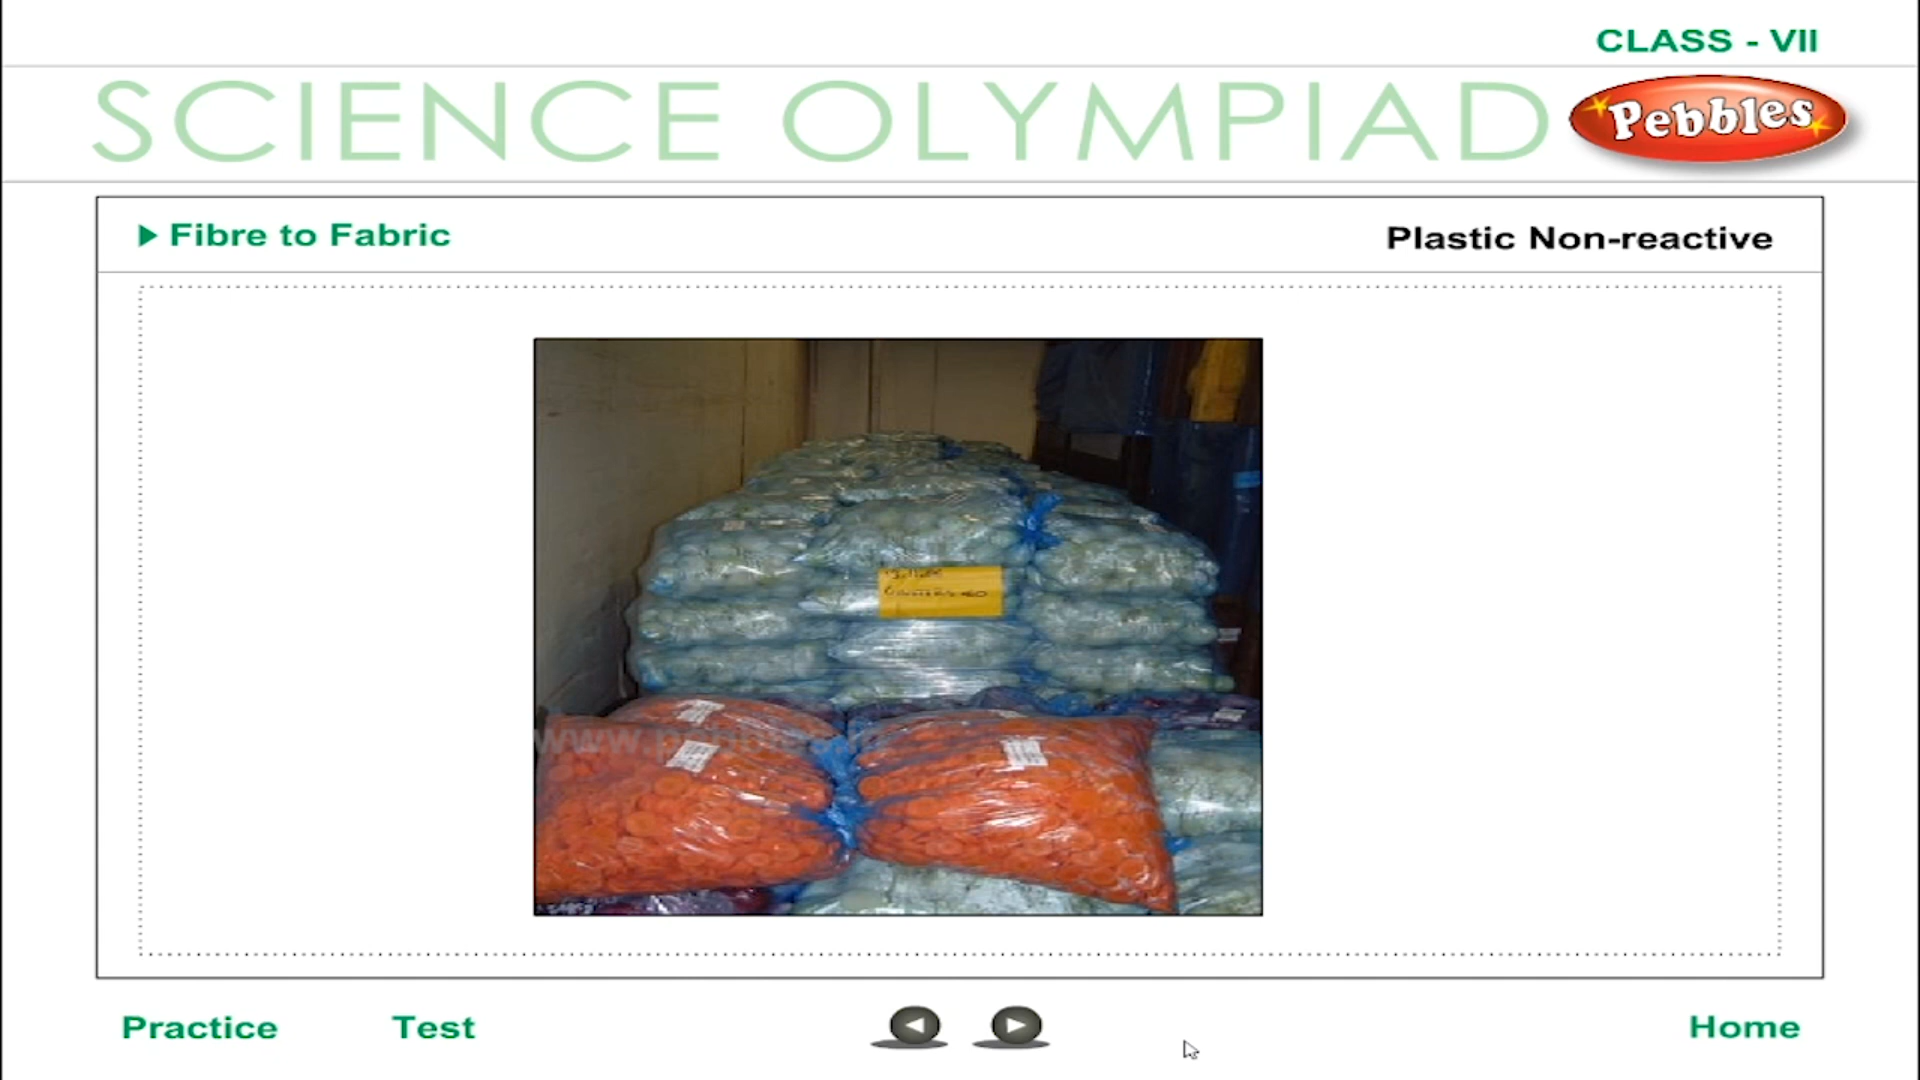 CLASS - VII
SCIENCE OLYMPIAD
Pebbles
Fibre to Fabric
Plastic Non-reactive
Practice
Test
Home